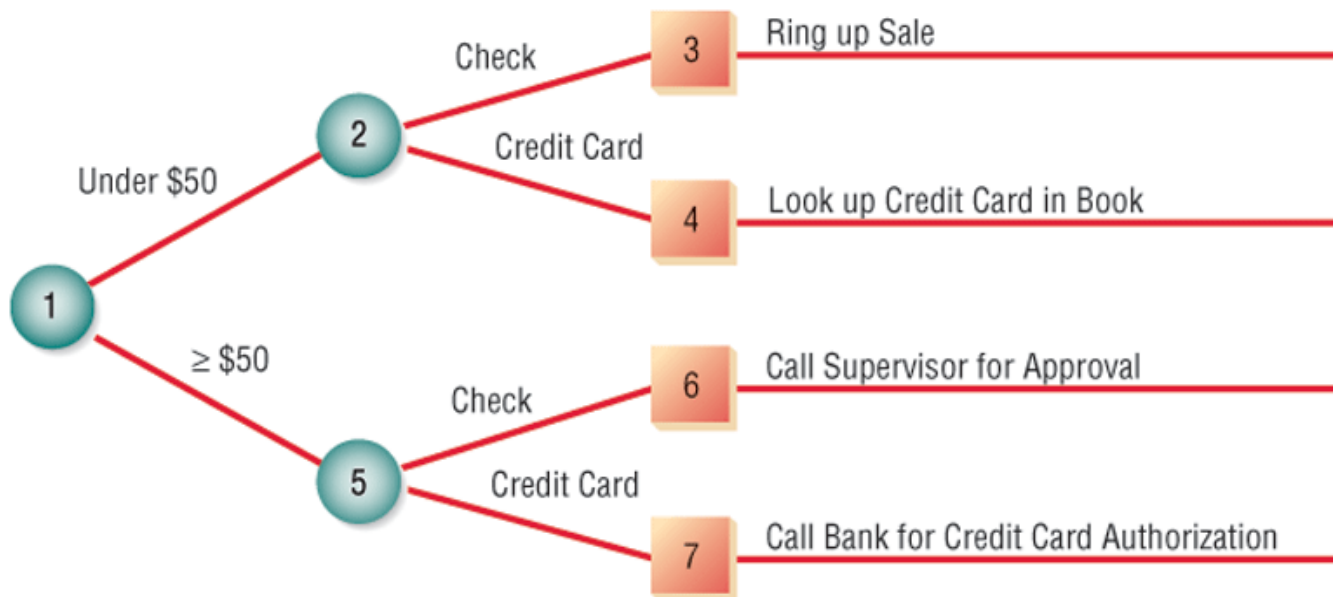 Check
3
Ring up Sale
2
Credit Card
Under $50
4
Look up Credit Card in Book
1
≥ $50
6
Call Supervisor for Approval
Check
5
Credit Card
7
Call Bank for Credit Card Authorization